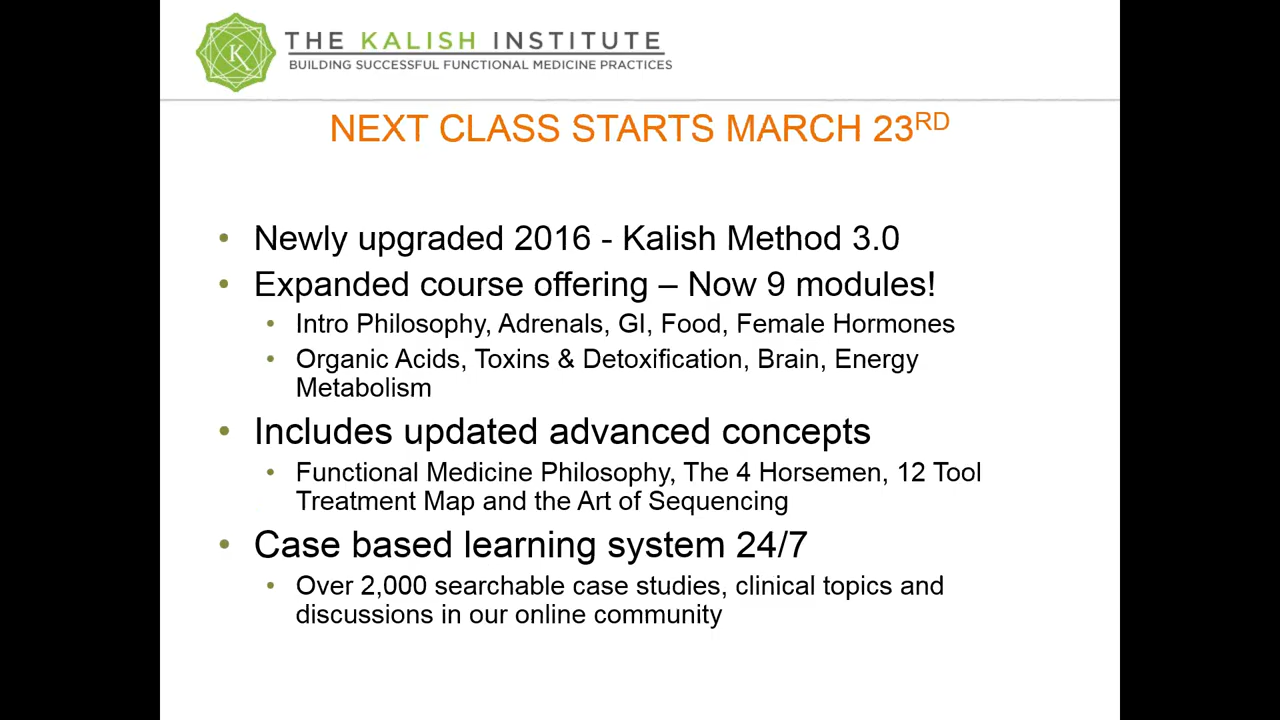 K
THE KALISH INSTITUTE
BUILDING SUCCESSFUL FUNCTIONAL MEDICINE PRACTICES
NEXT CLASS STARTS MARCH 23RD
• Newly upgraded 2016 - Kalish Method 3.0
• Expanded course offering – Now 9 modules!
• Intro Philosophy, Adrenals, GI, Food, Female Hormones
• Organic Acids, Toxins & Detoxification, Brain, Energy
Metabolism
• Includes updated advanced concepts
• Functional Medicine Philosophy, The 4 Horsemen, 12 Tool
Treatment Map and the Art of Sequencing
• Case based learning system 24/7
• Over 2,000 searchable case studies, clinical topics and
discussions in our online community